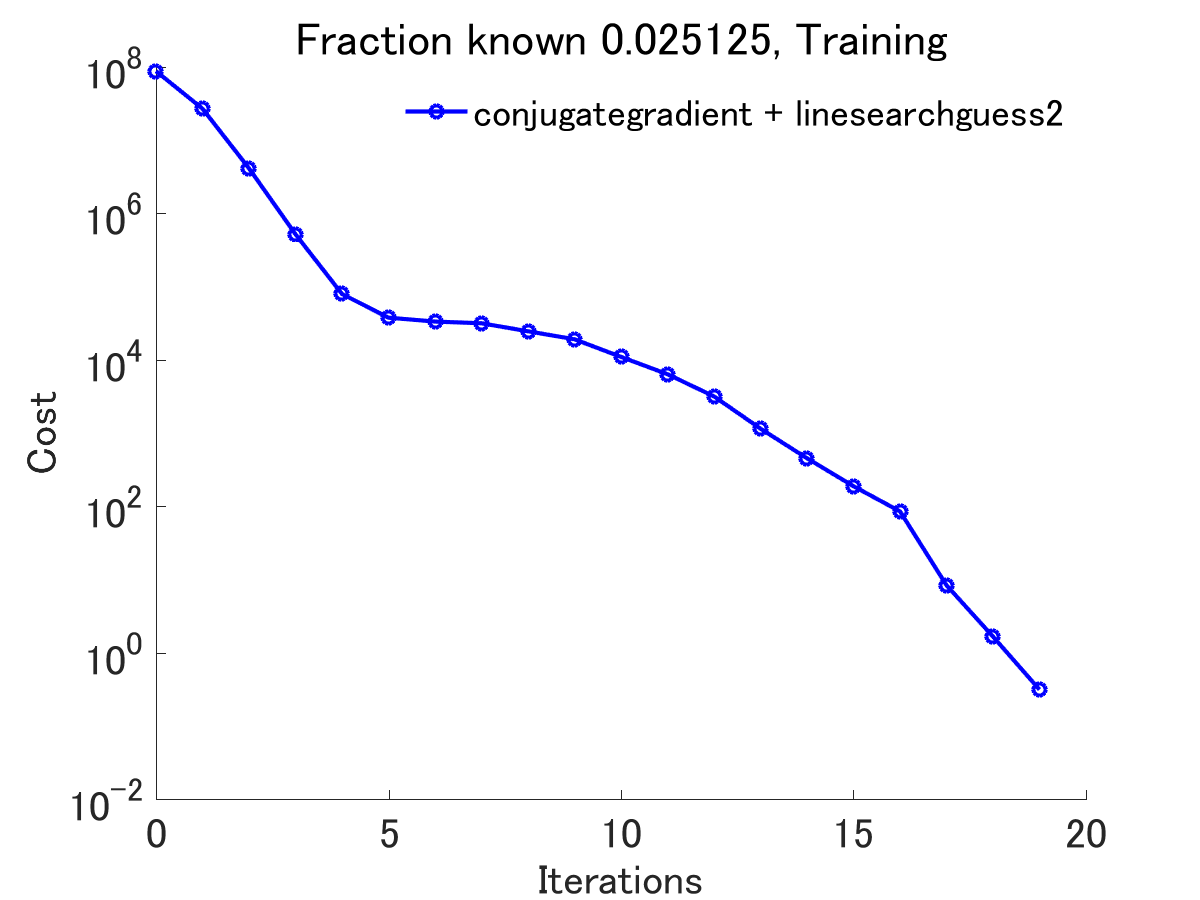 Fraction known 0.025125, Training
conjugategradient + linesearchguess2
10^8
10^6
10^4
10^2
10^0
10^-2
Cost
0 5 10 15 20
Iterations